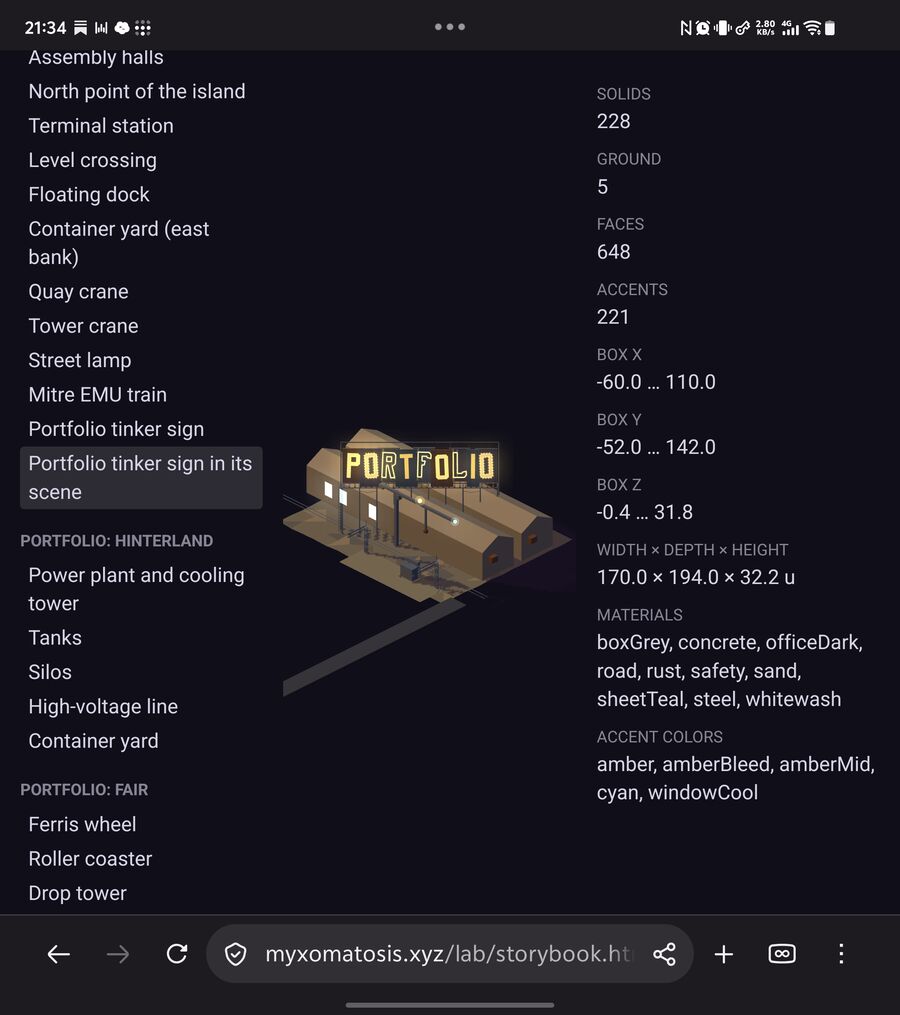 21:34
2.80
KB/s
4G
Assembly halls
North point of the island
Terminal station
Level crossing
Floating dock
Container yard (east
bank)
Quay crane
Tower crane
Street lamp
Mitre EMU train
Portfolio tinker sign
Portfolio tinker sign in its
scene
PORTFOLIO: HINTERLAND
Power plant and cooling
tower
Tanks
Silos
High-voltage line
Container yard
PORTFOLIO: FAIR
Ferris wheel
Roller coaster
Drop tower
PORTFOLIO
SOLIDS
228
GROUND
5
FACES
648
ACCENTS
221
BOX X
-60.0 … 110.0
BOX Y
-52.0 … 142.0
BOX Z
-0.4 … 31.8
WIDTH × DEPTH × HEIGHT
170.0 × 194.0 × 32.2 u
MATERIALS
boxGrey, concrete, officeDark,
road, rust, safety, sand,
sheetTeal, steel, whitewash
ACCENT COLORS
amber, amberBleed, amberMid,
cyan, windowCool
myxomatosis.xyz/lab/storybook.ht